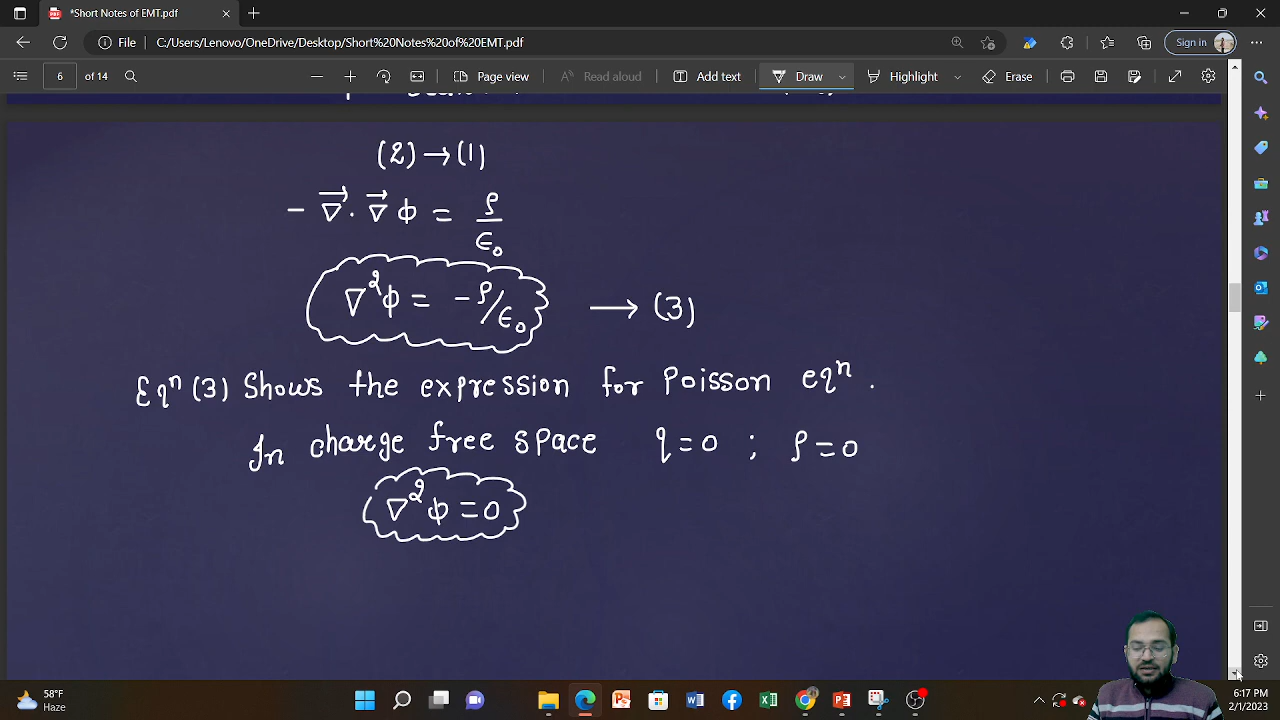 *Short Notes of EMT.pdf
File C:/Users/Lenovo/OneDrive/Desktop/Short%20Notes%20of%20EMT.pdf Sign in
6 of 14 Page view Read aloud Add text Draw Highlight Erase
(2) → (1)
− ∇⃗ · ∇⃗ ϕ = ρ/ϵ₀
∇²ϕ = −ρ/ϵ₀ → (3)
Eqⁿ (3) Shows the expression for Poisson eqⁿ .
In charge free space q = 0 ; ρ = 0
∇²ϕ = 0
58°F
Haze
6:17 PM
2/1/2023